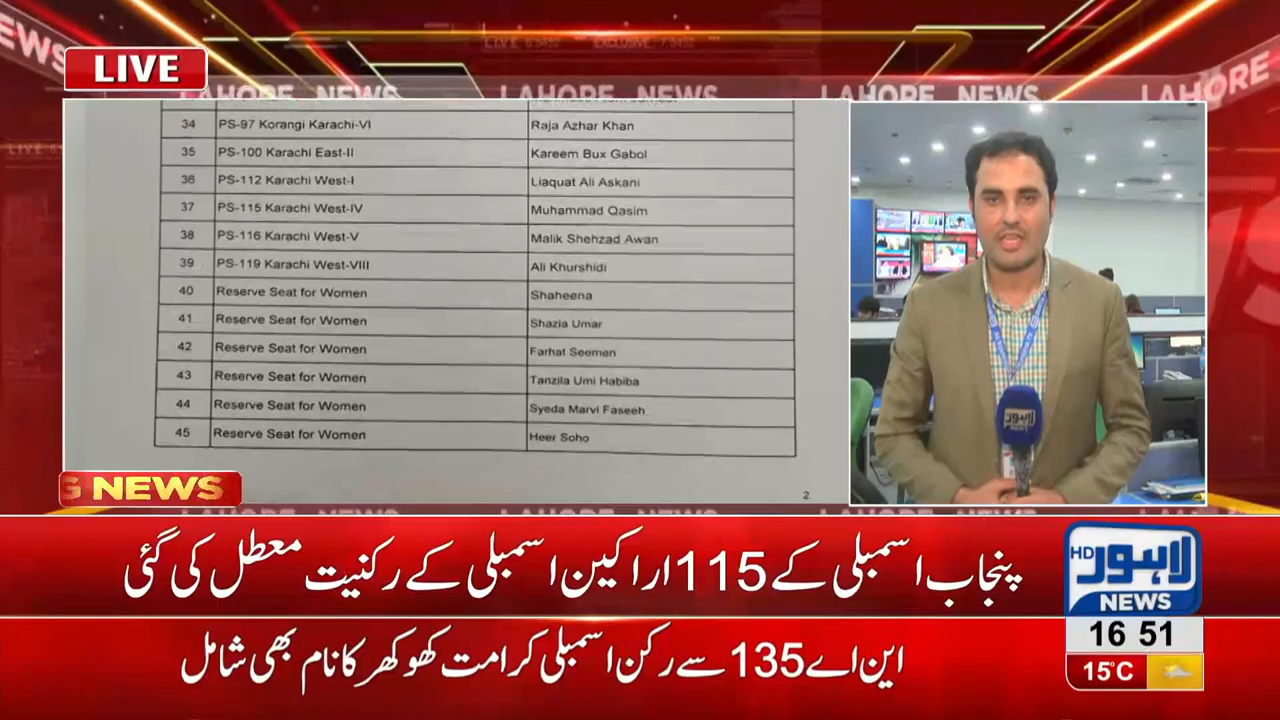 LIVE
LAHORE NEWS
34 PS-97 Korangi Karachi-VI Raja Azhar Khan
35 PS-100 Karachi East-II Kareem Bux Gabol
36 PS-112 Karachi West-I Liaquat Ali Askani
37 PS-115 Karachi West-IV Muhammad Qasim
38 PS-116 Karachi West-V Malik Shehzad Awan
39 PS-119 Karachi West-VIII Ali Khurshidi
40 Reserve Seat for Women Shaheena
41 Reserve Seat for Women Shazia Umar
42 Reserve Seat for Women Farhat Seemen
43 Reserve Seat for Women Tanzila Umi Habiba
44 Reserve Seat for Women Syeda Marvi Faseeh
45 Reserve Seat for Women Heer Soho
2
G NEWS
پنجاب اسمبلی کے 115 اراکین اسمبلی کے رکنیت معطل کی گئی
این اے 135 سے رکن اسمبلی کرامت کھوکھر کا نام بھی شامل
HD لاہور
NEWS
16 51
15°C